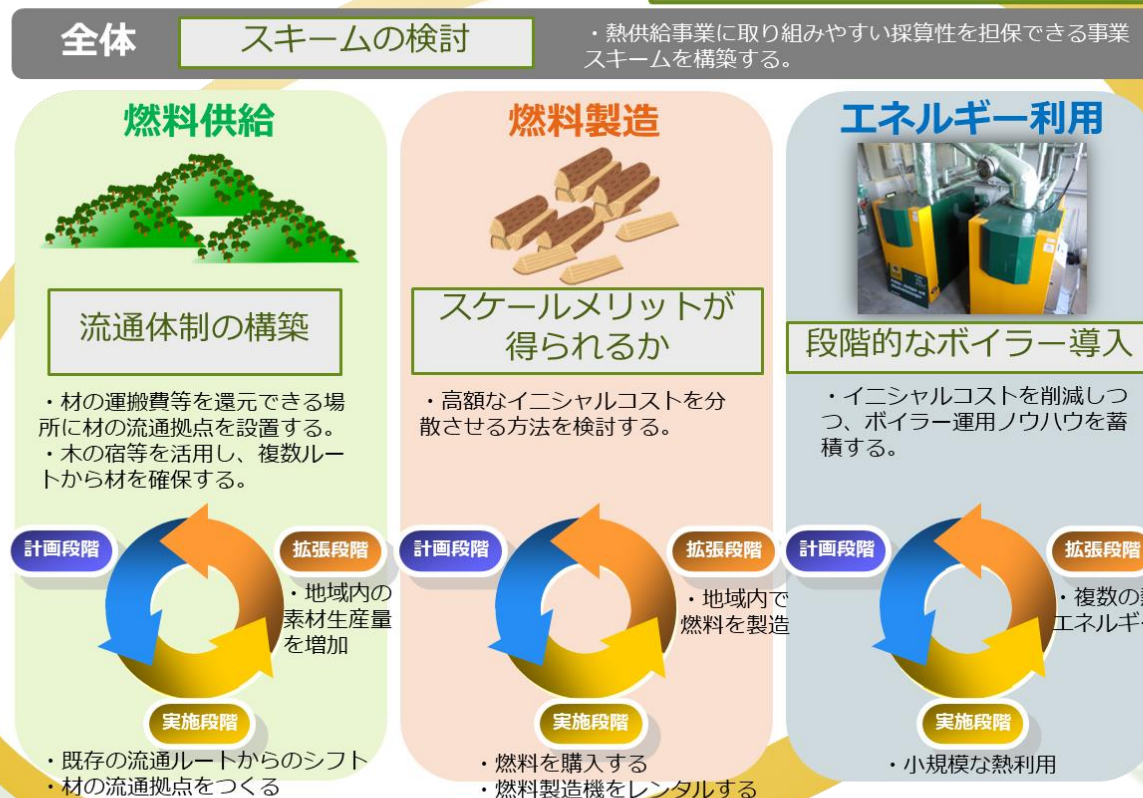 全体
スキームの検討
・熱供給事業に取り組みやすい採算性を担保できる事業
スキームを構築する。
燃料供給
流通体制の構築
・材の運搬費等を還元できる場
所に材の流通拠点を設置する。
・木の宿等を活用し、複数ルー
トから材を確保する。
計画段階
拡張段階
・地域内の
素材生産量
を増加
実施段階
・既存の流通ルートからのシフト
・材の流通拠点をつくる
燃料製造
スケールメリットが
得られるか
・高額なイニシャルコストを分
散させる方法を検討する。
計画段階
拡張段階
・地域内で
燃料を製造
実施段階
・燃料を購入する
・燃料製造機をレンタルする
エネルギー利用
段階的なボイラー導入
・イニシャルコストを削減しつ
つ、ボイラー運用ノウハウを蓄
積する。
計画段階
拡張段階
・複数の
エネルギー
実施段階
・小規模な熱利用